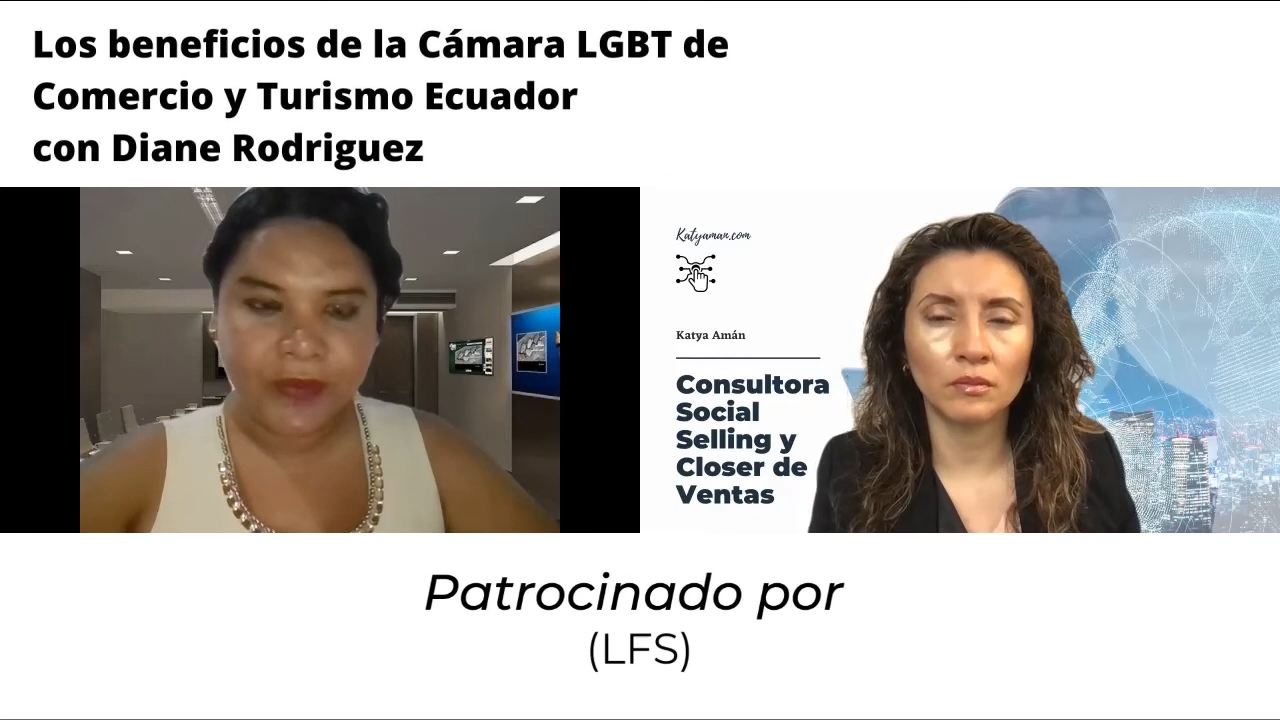 Los beneficios de la Cámara LGBT de
Comercio y Turismo Ecuador
con Diane Rodriguez
Katyaman.com
Katya Amán
Consultora
Social
Selling y
Closer de
Ventas
Patrocinado por
(LFS)